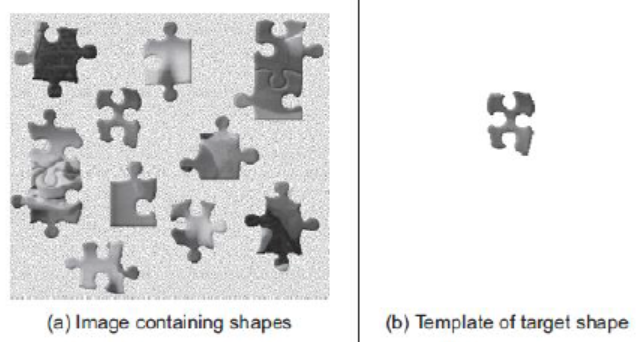 (a) Image containing shapes
(b) Template of target shape